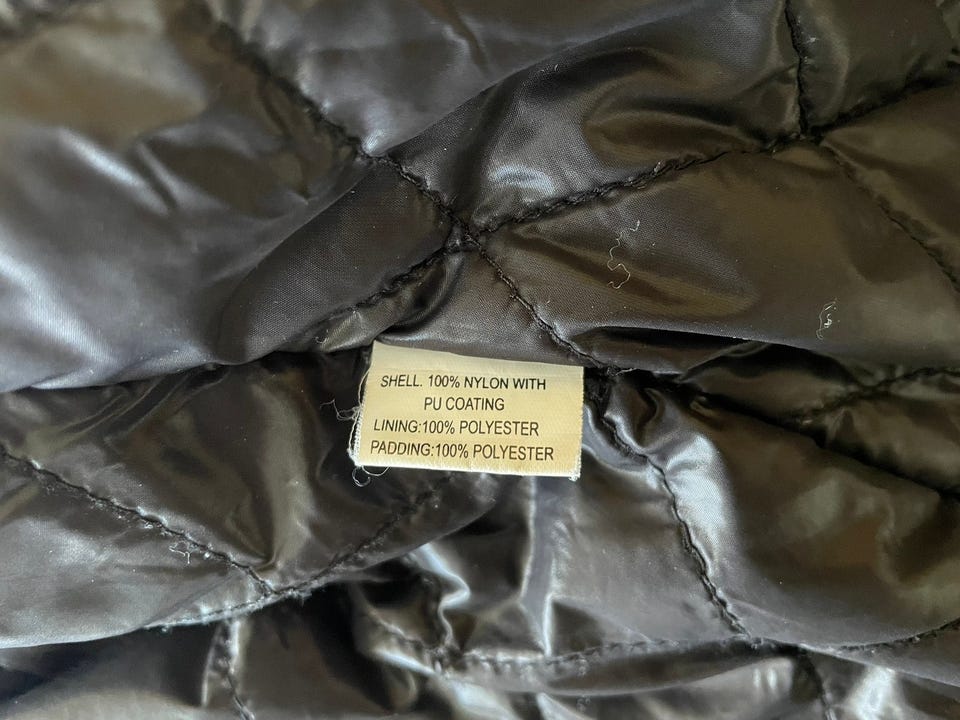 SHELL. 100% NYLON WITH
PU COATING
LINING:100% POLYESTER
PADDING:100% POLYESTER